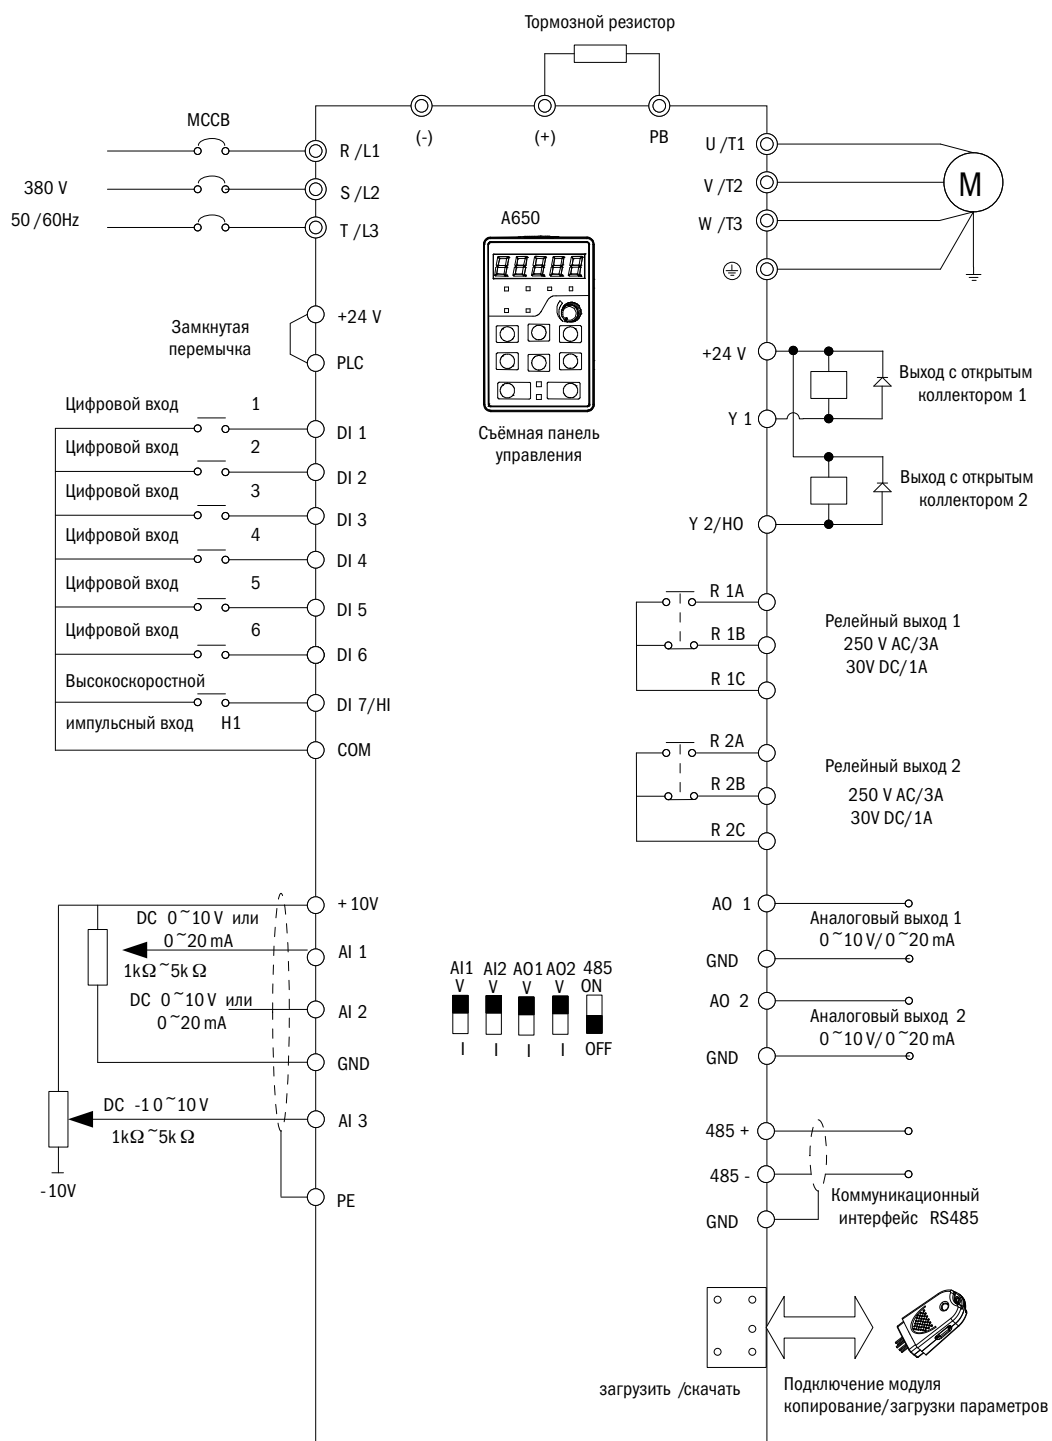 Тормозной резистор
(-)
(+)
PB
МССВ
R /L1
380 V
S /L2
50 /60Hz
T /L3
U /T1
V /T2
W /T3
M
A650
Съёмная панель
управления
+24 V
Замкнутая
перемычка
PLC
+24 V
Выход с открытым
коллектором 1
Y 1
Выход с открытым
коллектором 2
Y 2/HO
Цифровой вход 1
DI 1
Цифровой вход 2
DI 2
Цифровой вход 3
DI 3
Цифровой вход 4
DI 4
Цифровой вход 5
DI 5
Цифровой вход 6
DI 6
Высокоскоростной
DI 7/HI
импульсный вход H1
COM
R 1A
R 1B
R 1C
Релейный выход 1
250 V AC/3A
30V DC/1A
R 2A
R 2B
R 2C
Релейный выход 2
250 V AC/3A
30V DC/1A
+ 10V
DC 0~10 V или
0~20 mA
AI 1
1kΩ~5k Ω
DC 0~10 V или
0~20 mA
AI 2
GND
DC -1 0~10 V
AI 3
1kΩ~5k Ω
-10V
PE
AI1 AI2 AO1 AO2 485
V V V V ON
I I I I OFF
AO 1
Аналоговый выход 1
0~10 V/ 0~20 mA
GND
AO 2
Аналоговый выход 2
0~10 V/ 0~20 mA
GND
485 +
485 -
Коммуникационный
интерфейс RS485
GND
загрузить /скачать
Подключение модуля
копирование/загрузки параметров